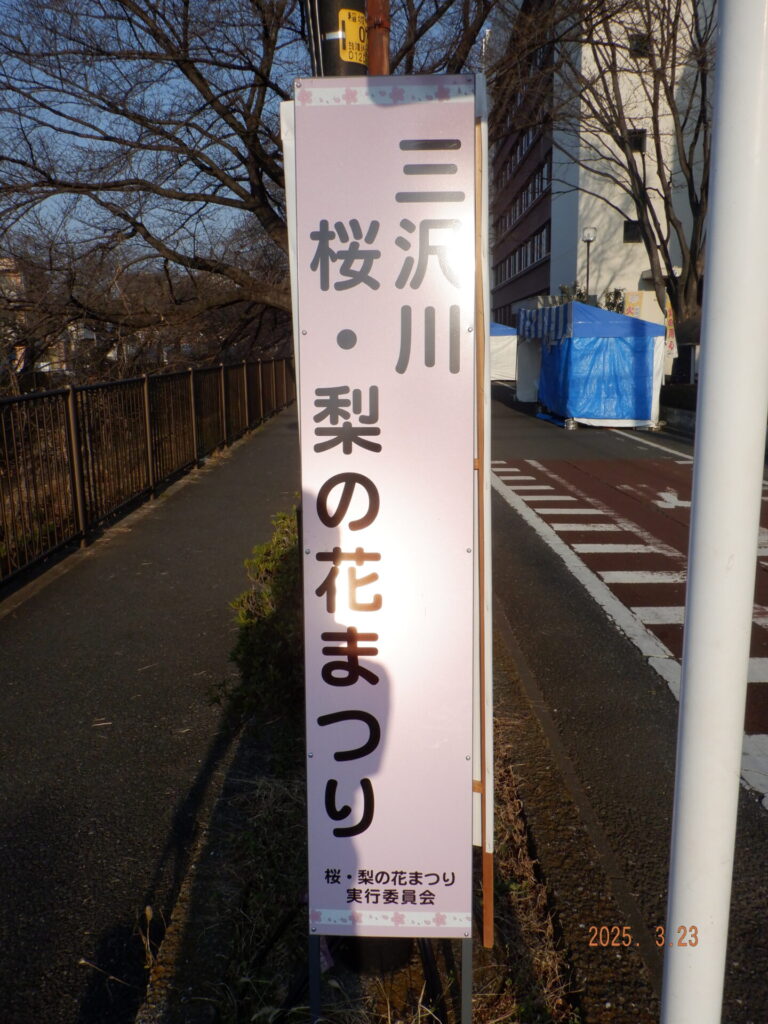 三沢川
桜・梨の花まつり
桜・梨の花まつり
実行委員会
2025. 3.23